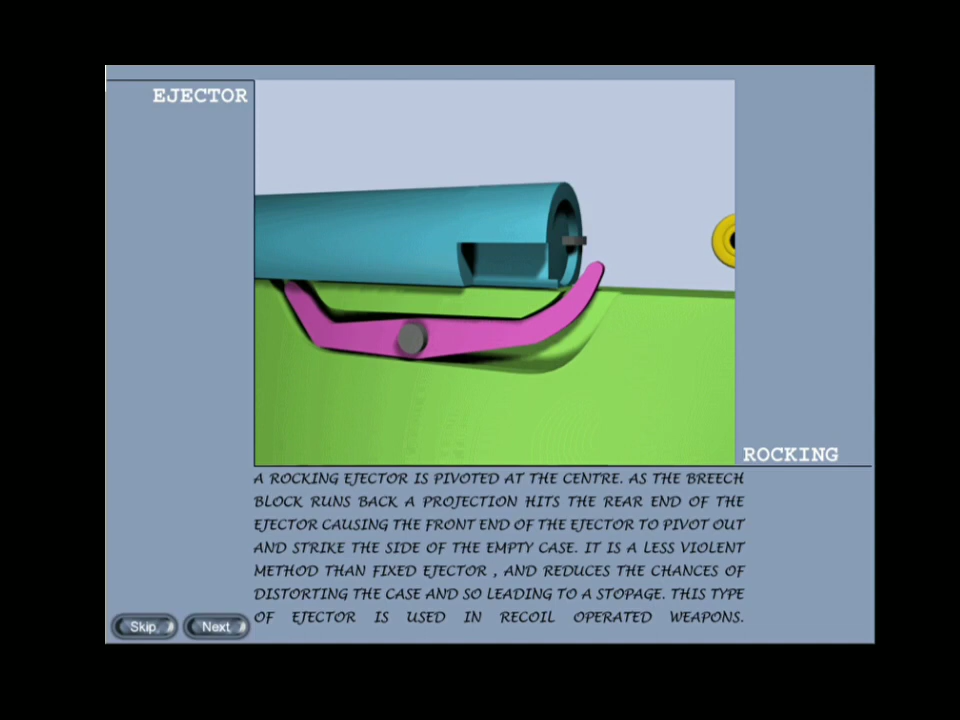 EJECTOR
ROCKING
A ROCKING EJECTOR IS PIVOTED AT THE CENTRE. AS THE BREECH
BLOCK RUNS BACK A PROJECTION HITS THE REAR END OF THE
EJECTOR CAUSING THE FRONT END OF THE EJECTOR TO PIVOT OUT
AND STRIKE THE SIDE OF THE EMPTY CASE. IT IS A LESS VIOLENT
METHOD THAN FIXED EJECTOR , AND REDUCES THE CHANCES OF
DISTORTING THE CASE AND SO LEADING TO A STOPAGE. THIS TYPE
OF EJECTOR IS USED IN RECOIL OPERATED WEAPONS.
Skip Next